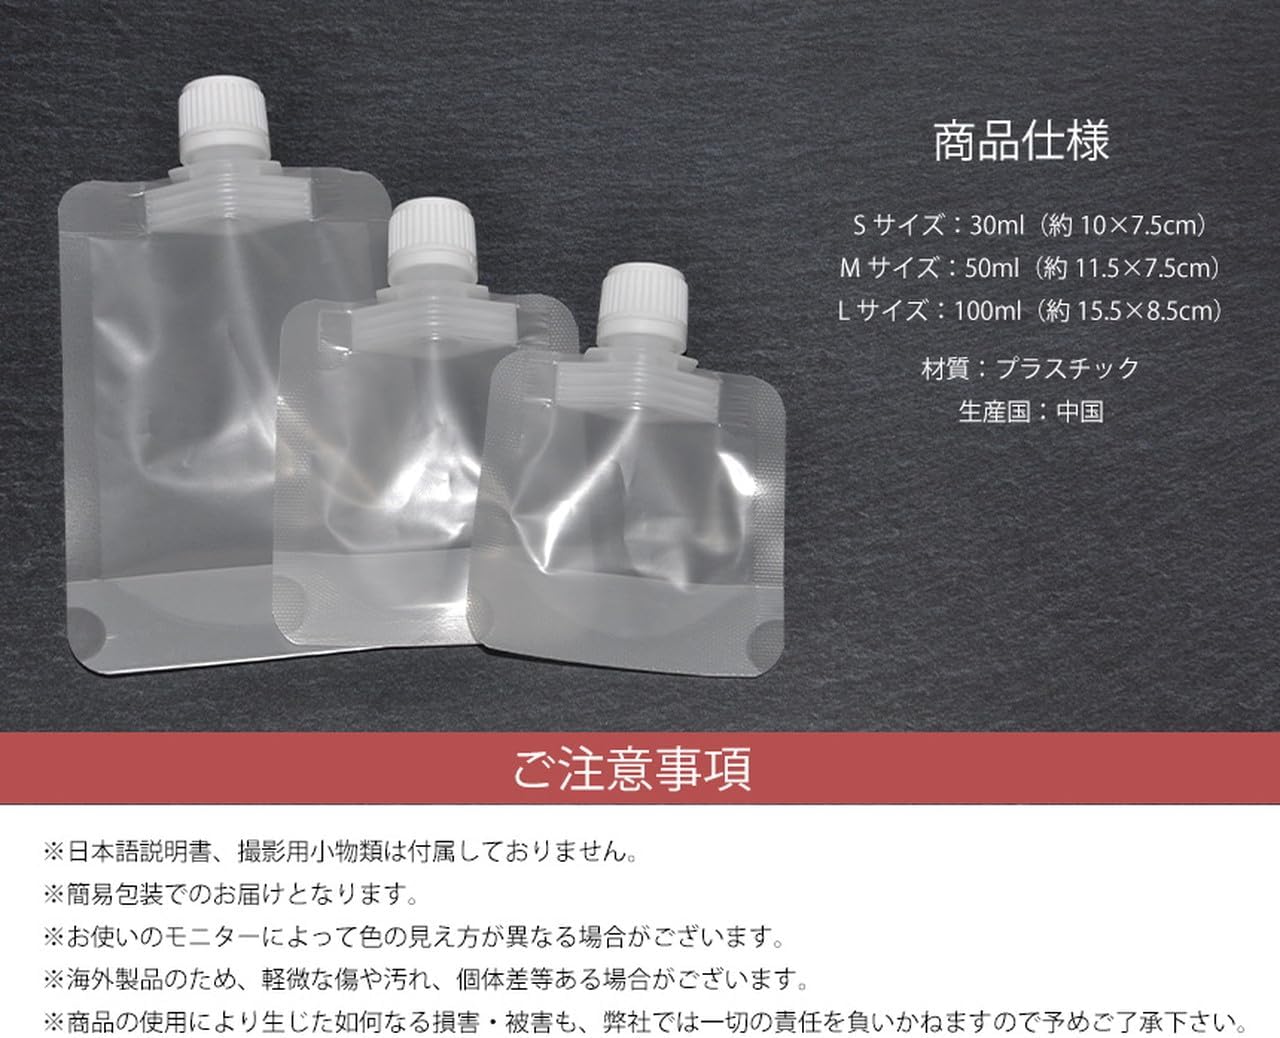 商品仕様
Sサイズ：30ml（約10×7.5cm）
Mサイズ：50ml（約11.5×7.5cm）
Lサイズ：100ml（約15.5×8.5cm）
材質：プラスチック
生産国：中国
ご注意事項
※日本語説明書、撮影用小物類は付属しておりません。
※簡易包装でのお届けとなります。
※お使いのモニターによって色の見え方が異なる場合がございます。
※海外製品のため、軽微な傷や汚れ、個体差等ある場合がございます。
※商品の使用により生じた如何なる損害・被害も、弊社では一切の責任を負いかねますので予めご了承下さい。